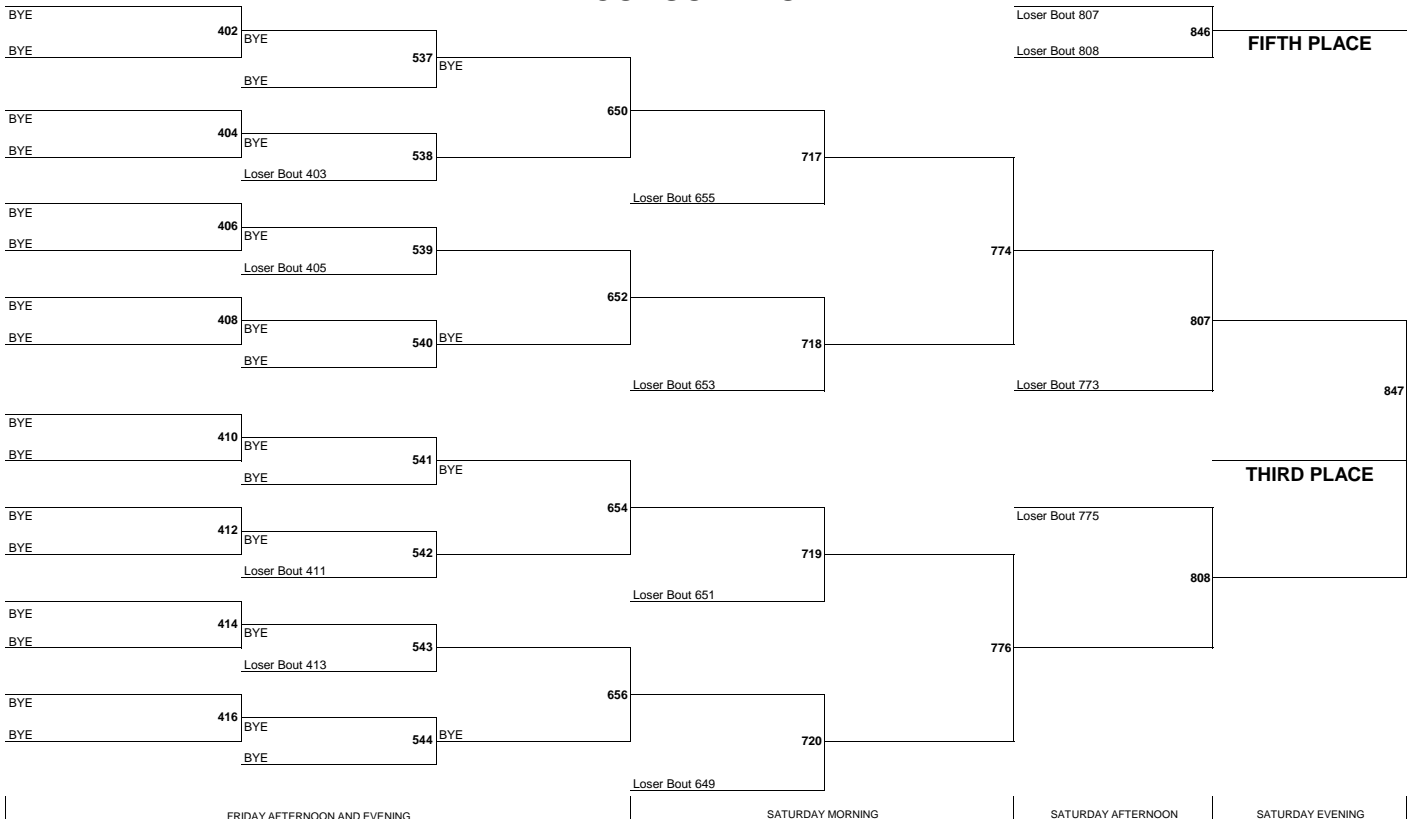 BYE
402
BYE
BYE
537
BYE
BYE
BYE
404
BYE
BYE
538
Loser Bout 403
650
717
Loser Bout 655
BYE
406
BYE
BYE
539
Loser Bout 405
652
774
BYE
408
BYE
BYE
540
BYE
BYE
718
Loser Bout 653
807
Loser Bout 773
847
BYE
410
BYE
BYE
541
BYE
BYE
654
THIRD PLACE
BYE
412
BYE
BYE
542
Loser Bout 411
719
Loser Bout 651
Loser Bout 775
808
BYE
414
BYE
BYE
543
Loser Bout 413
656
776
BYE
416
BYE
BYE
544
BYE
BYE
720
Loser Bout 649
Loser Bout 807
846
Loser Bout 808
FIFTH PLACE
FRIDAY AFTERNOON AND EVENING
SATURDAY MORNING
SATURDAY AFTERNOON
SATURDAY EVENING